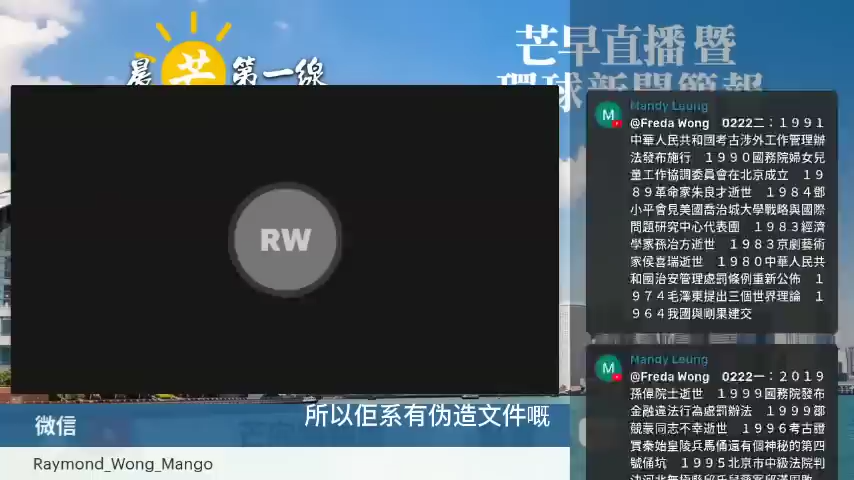 晨芒第一線
芒早直播暨
環球新聞簡報
RW
所以佢系有伪造文件嘅
微信
Raymond_Wong_Mango
M
Mandy Leung
@Freda Wong 0222二：１９９１
中華人民共和國考古涉外工作管理辦
法發布施行 １９９０國務院婦女兒
童工作協調委員會在北京成立 １９
８９革命家朱良才逝世 １９８４鄧
小平會見美國喬治城大學戰略與國際
問題研究中心代表團 １９８３經濟
學家孫冶方逝世 １９８３京劇藝術
家侯喜瑞逝世 １９８０中華人民共
和國治安管理處罰條例重新公佈 １
９７４毛澤東提出三個世界理論 １
９６４我國與剛果建交
M
Mandy Leung
@Freda Wong 0222一：２０１９
孫偉院士逝世 １９９９國務院發布
金融違法行為處罰辦法 １９９９鄒
競蒙同志不幸逝世 １９９６考古證
實秦始皇陵兵馬俑還有個神秘的第四
號俑坑 １９９５北京市中級法院判